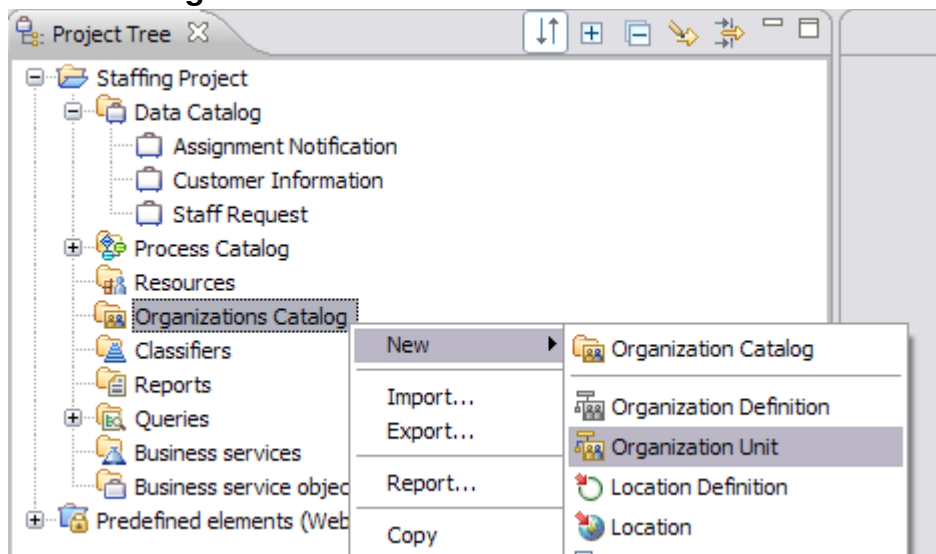 Project Tree
Staffing Project
Data Catalog
Assignment Notification
Customer Information
Staff Request
Process Catalog
Resources
Organizations Catalog
Classifiers
Reports
Queries
Business services
Business service objec
Predefined elements (Web
New
Import...
Export...
Report...
Copy
Organization Catalog
Organization Definition
Organization Unit
Location Definition
Location